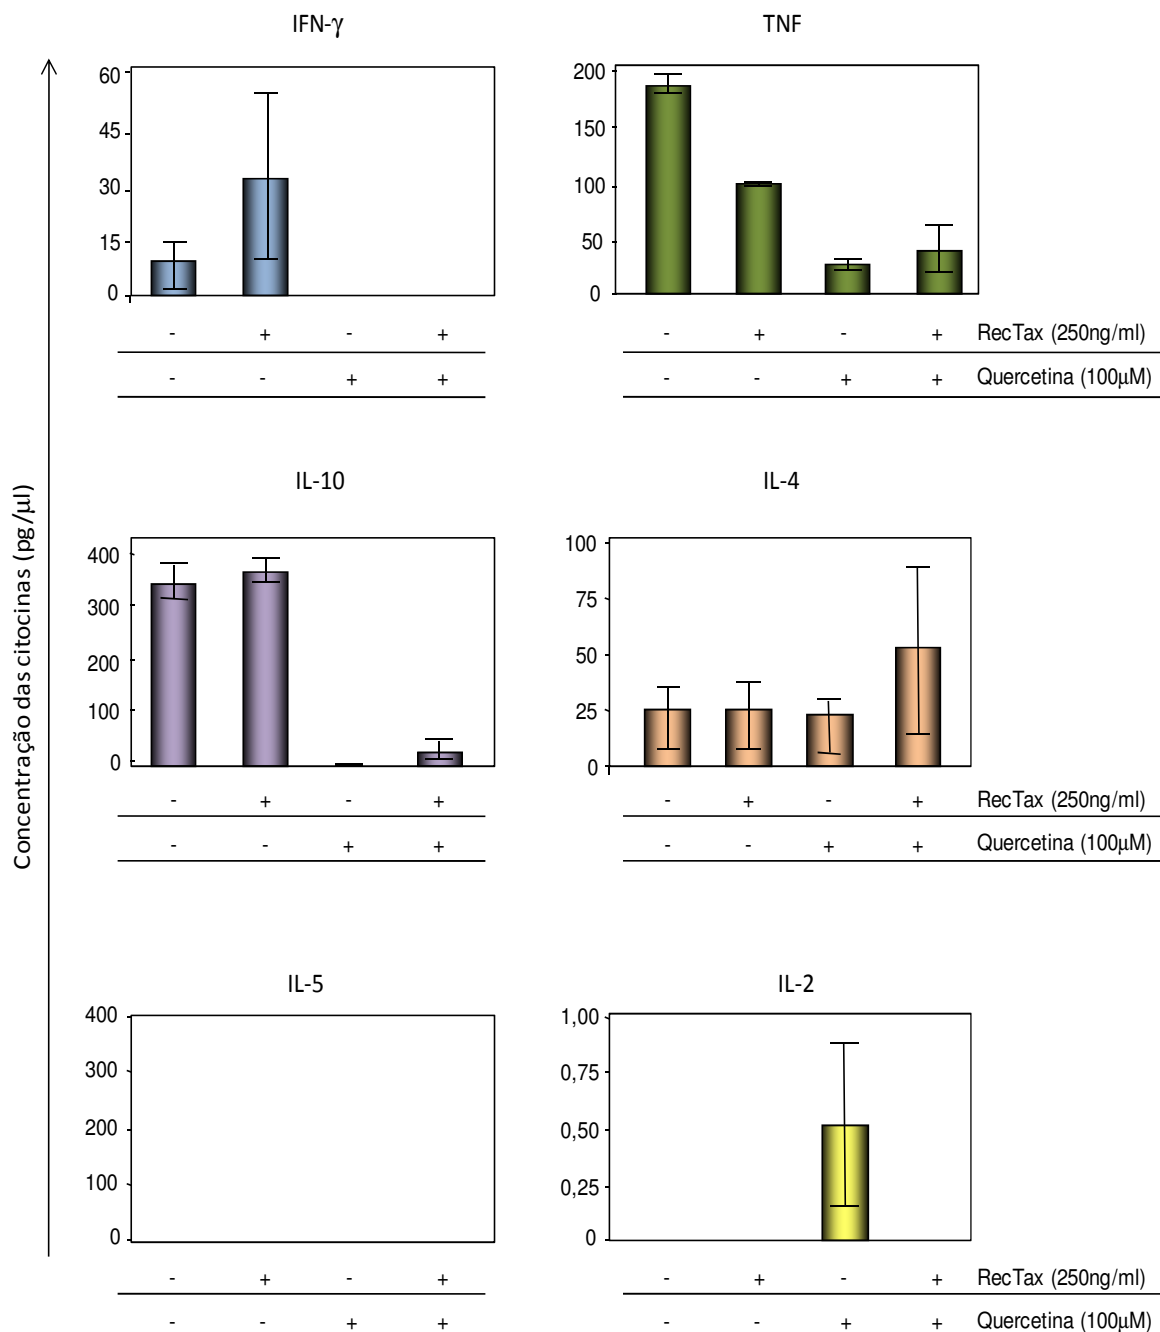 IFN-γ
TNF
60
45
30
15
0
200
150
100
50
0
- + - +
- + - + RecTax (250ng/ml)
- - + +
- - + + Quercetina (100μM)
Concentração das citocinas (pg/μl)
IL-10
IL-4
400
300
200
100
0
100
75
50
25
0
- + - +
- + - + RecTax (250ng/ml)
- - + +
- - + + Quercetina (100μM)
IL-5
IL-2
400
300
200
100
0
1,00
0,75
0,50
0,25
0
- + - +
- + - + RecTax (250ng/ml)
- - + +
- - + + Quercetina (100μM)